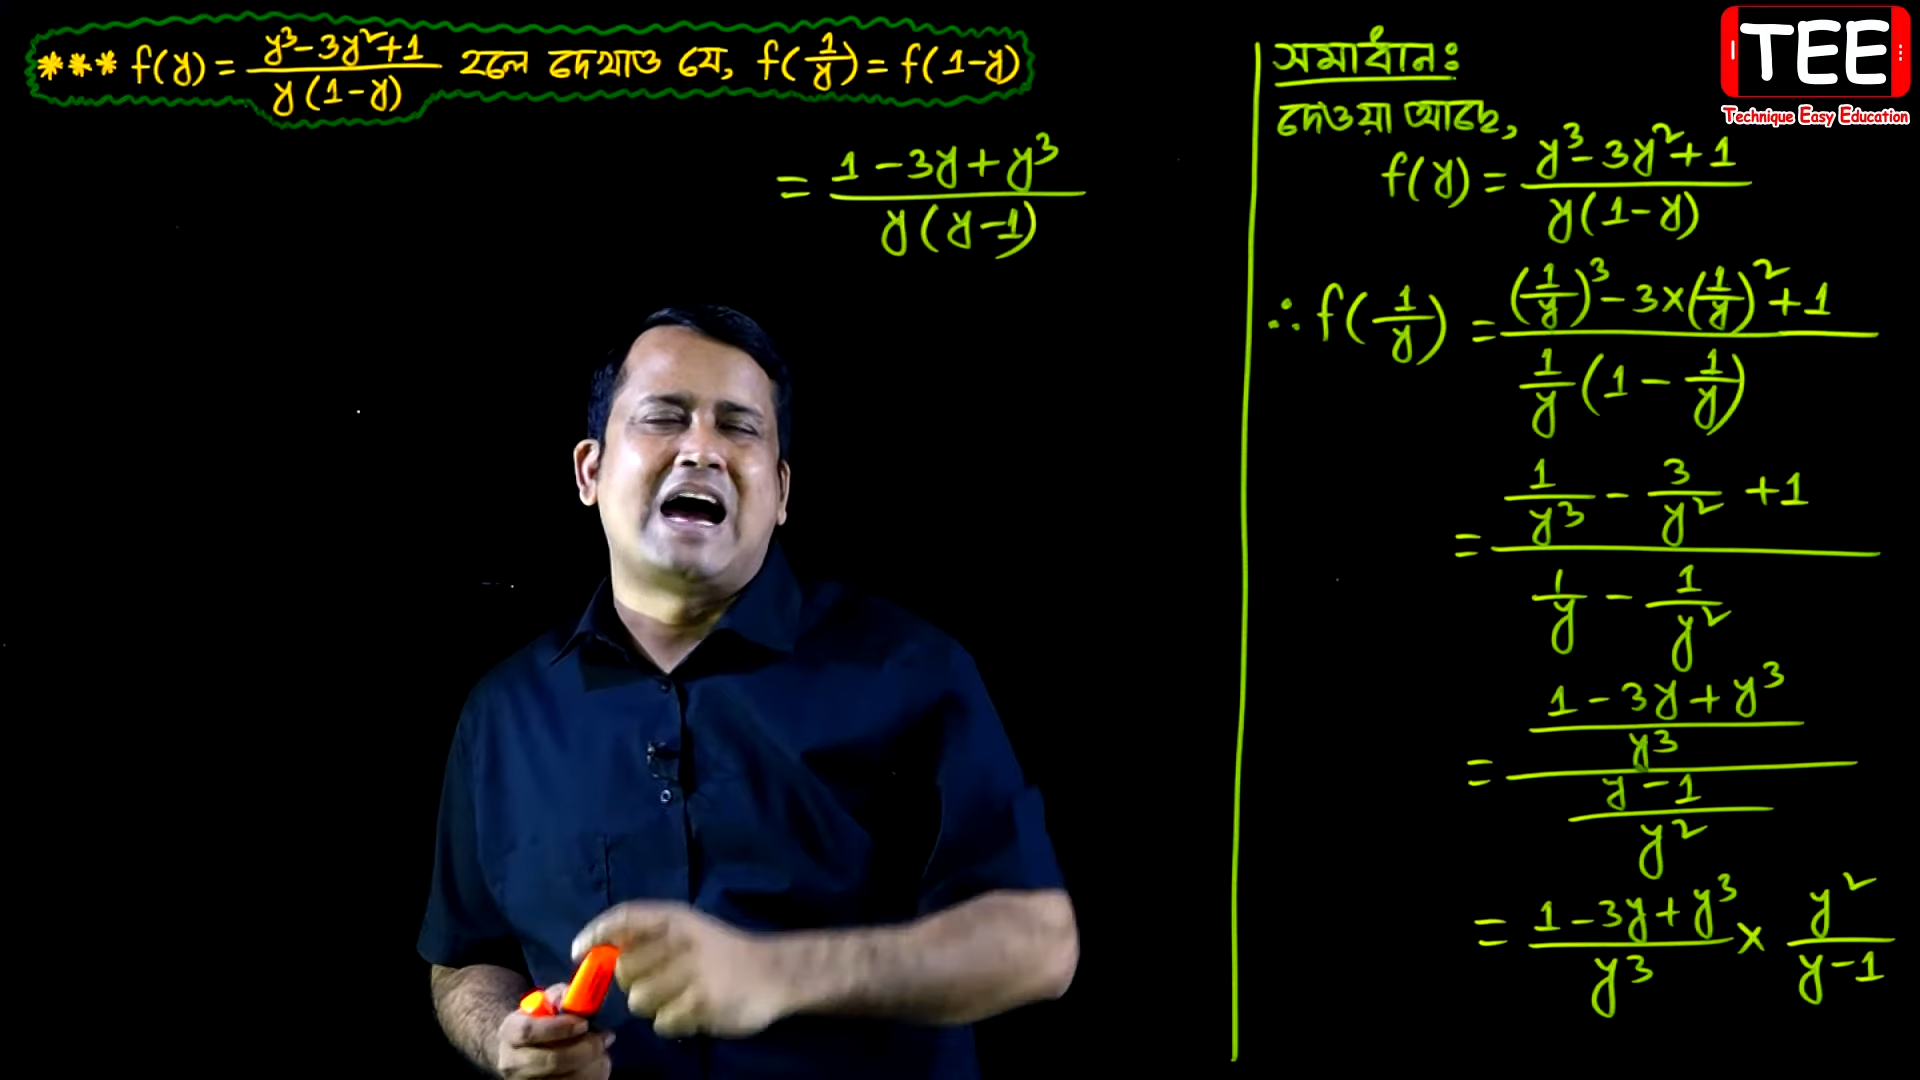 *** f(y) = (y³-3y²+1)/(y(1-y)) হলে দেখাও যে, f(1/y) = f(1-y)
= (1-3y+y³)/(y(y-1))
সমাধান:
দেওয়া আছে,
f(y) = (y³-3y²+1)/(y(1-y))
∴ f(1/y) = ((1/y)³-3×(1/y)²+1)/(1/y(1-1/y))
= (1/y³ - 3/y² +1)/(1/y - 1/y²)
= ((1-3y+y³)/y³)/((y-1)/y²)
= (1-3y+y³)/y³ × y²/(y-1)
TEE
Technique Easy Education